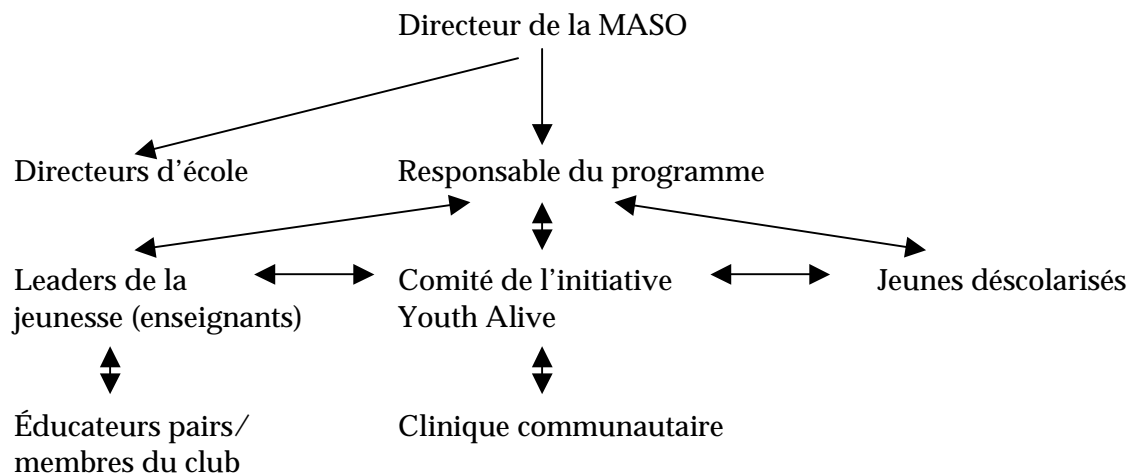 Directeur de la MASO
Directeurs d’école
Responsable du programme
Leaders de la
jeunesse (enseignants)
Comité de l’initiative
Youth Alive
Jeunes déscolarisés
Éducateurs pairs/
membres du club
Clinique communautaire